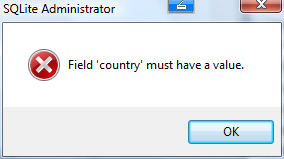 SQLite Administrator
Field 'country' must have a value.
OK